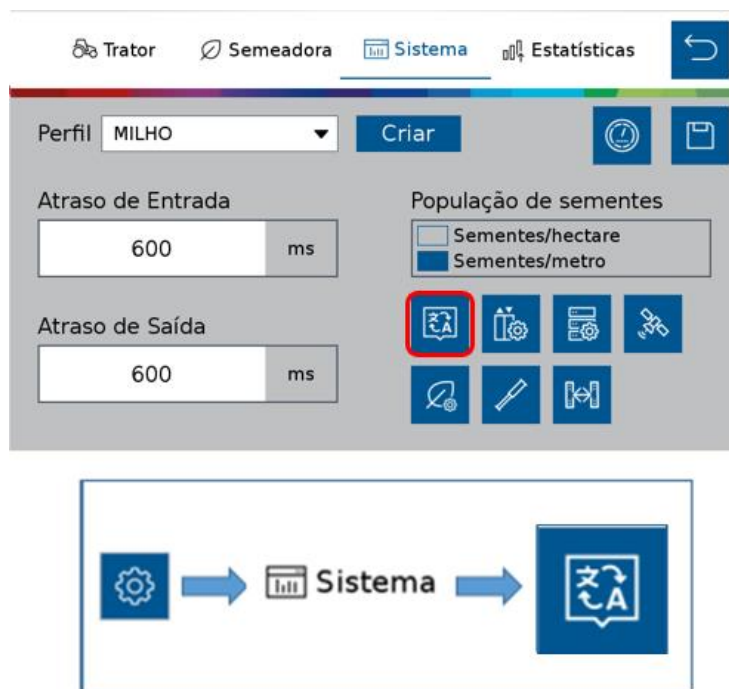 Trator Semeadora Sistema Estatísticas
Perfil MILHO Criar
Atraso de Entrada
600 ms
População de sementes
Sementes/hectare
Sementes/metro
Atraso de Saída
600 ms
Sistema